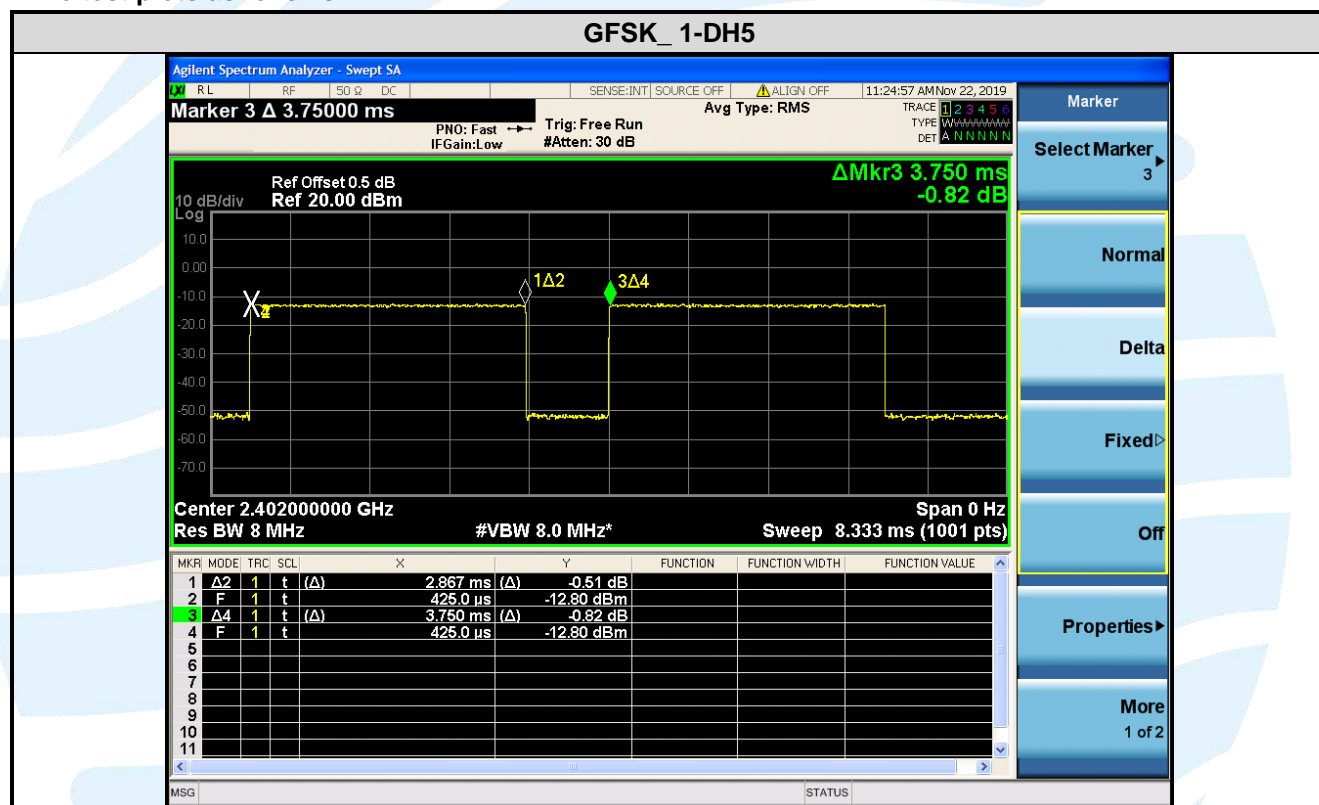 GFSK_ 1-DH5
Agilent Spectrum Analyzer - Swept SA
LXI RL RF 50 Ω DC SENSE:INT SOURCE OFF ALIGN OFF 11:24:57 AM Nov 22, 2019
Marker 3 Δ 3.75000 ms
PNO: Fast
IFGain:Low
Trig: Free Run
#Atten: 30 dB
Avg Type: RMS
TRACE 1 2 3 4 5 6
TYPE
DET A N N N N N
Ref Offset 0.5 dB
10 dB/div Ref 20.00 dBm
Log
ΔMkr3 3.750 ms
-0.82 dB
10.0
0.00
-10.0
-20.0
-30.0
-40.0
-50.0
-60.0
-70.0
1Δ2
3Δ4
Center 2.402000000 GHz Span 0 Hz
Res BW 8 MHz #VBW 8.0 MHz* Sweep 8.333 ms (1001 pts)
MKR MODE TRC SCL X Y FUNCTION FUNCTION WIDTH FUNCTION VALUE
1 Δ2 1 t (Δ) 2.867 ms (Δ) -0.51 dB
2 F 1 t 425.0 µs -12.80 dBm
3 Δ4 1 t (Δ) 3.750 ms (Δ) -0.82 dB
4 F 1 t 425.0 µs -12.80 dBm
5
6
7
8
9
10
11
MSG STATUS
Marker
Select Marker
3
Normal
Delta
Fixed
Off
Properties
More
1 of 2